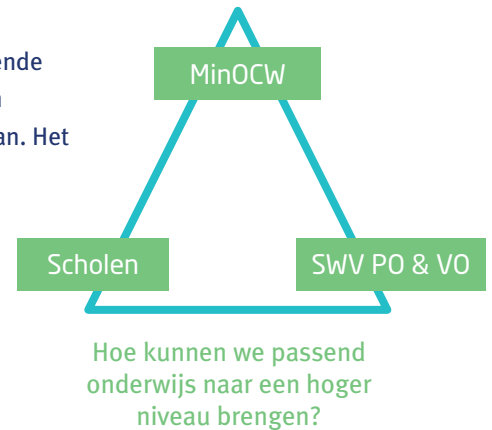 ende
an. Het
MinOCW
Scholen
SWV PO & VO
Hoe kunnen we passend
onderwijs naar een hoger
niveau brengen?